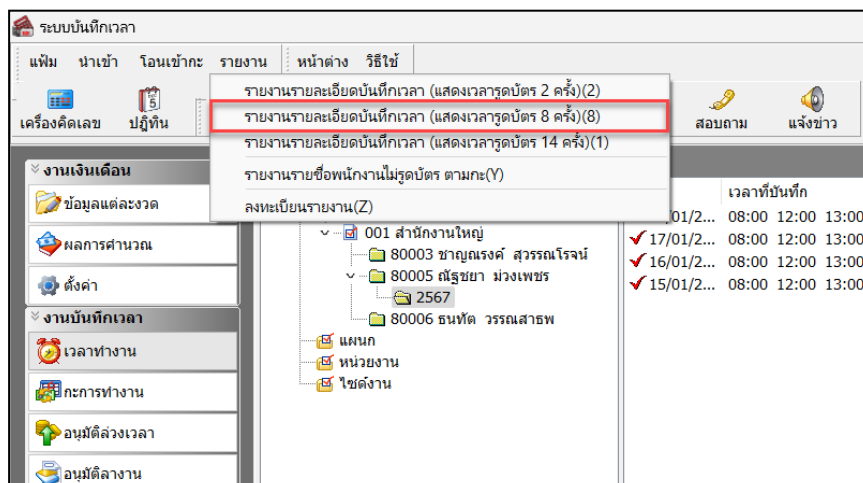 ระบบบันทึกเวลา
แฟ้ม นำเข้า โอนเข้ากะ รายงาน หน้าต่าง วิธีใช้
รายงานรายละเอียดบันทึกเวลา (แสดงเวลารูดบัตร 2 ครั้ง)(2)
รายงานรายละเอียดบันทึกเวลา (แสดงเวลารูดบัตร 8 ครั้ง)(8)
รายงานรายละเอียดบันทึกเวลา (แสดงเวลารูดบัตร 14 ครั้ง)(1)
รายงานรายชื่อพนักงานไม่รูดบัตร ตามกะ(Y)
ลงทะเบียนรายงาน(Z)
5
เครื่องคิดเลข ปฏิทิน สอบถาม แจ้งข่าว
งานเงินเดือน
ข้อมูลแต่ละงวด
ผลการคำนวณ
ตั้งค่า
งานบันทึกเวลา
เวลาทำงาน
กะการทำงาน
อนุมัติล่วงเวลา
อนุมัติลางาน
001 สำนักงานใหญ่
80003 ชาญณรงค์ สุวรรณโรจน์
80005 ณัฐชยา ม่วงเพชร
2567
80006 ธนทัต วรรณสาธพ
แผนก
หน่วยงาน
ไซด์งาน
เวลาที่บันทึก
/01/2... 08:00 12:00 13:00
17/01/2... 08:00 12:00 13:00
16/01/2... 08:00 12:00 13:00
15/01/2... 08:00 12:00 13:00